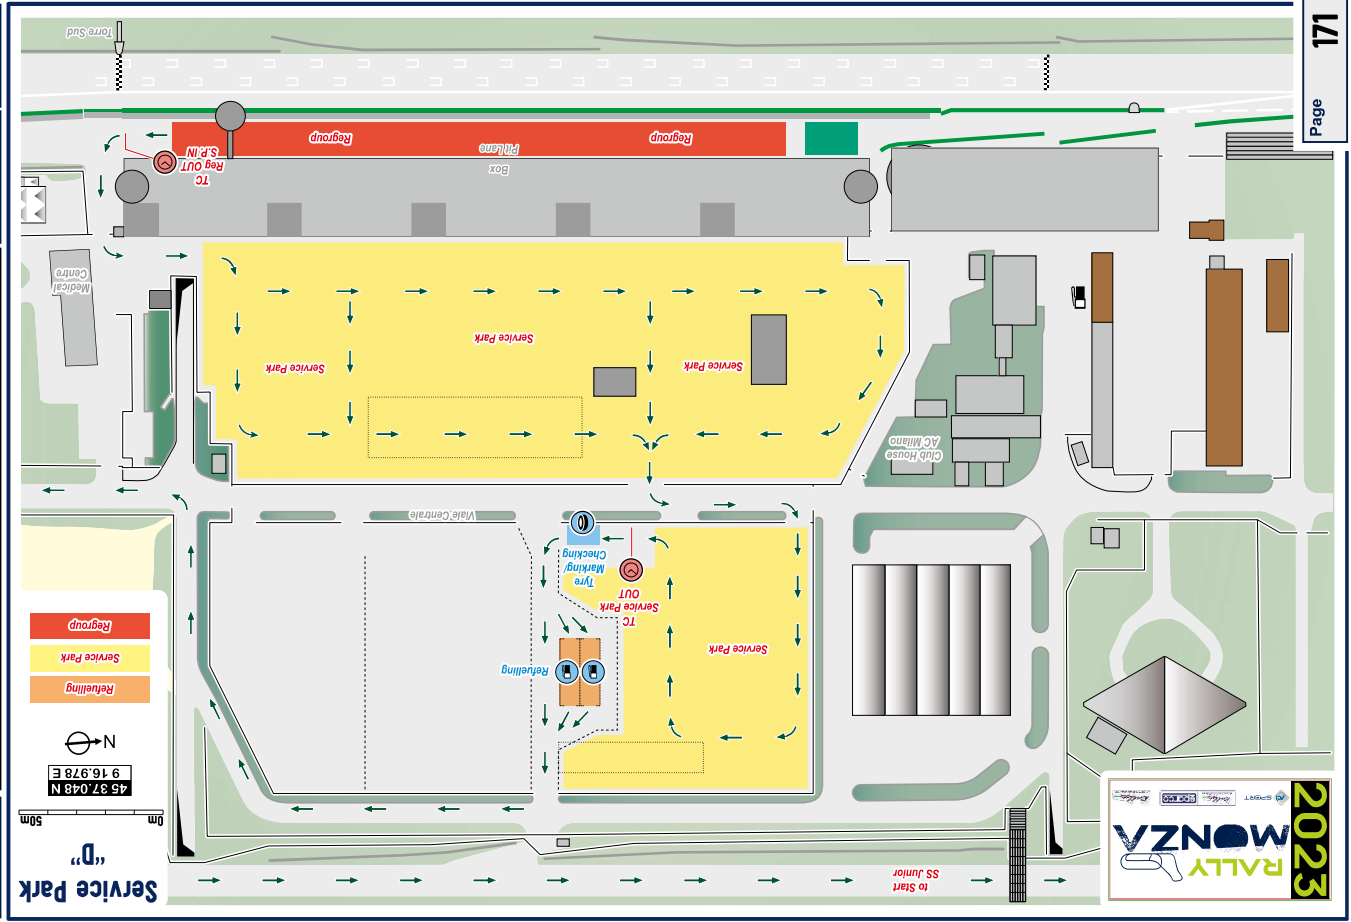 Page 171
Service Park
"D"
0m 50m
45 37.048 N
9 16.978 E
N
Refuelling
Service Park
Regroup
2023
RALLY
MONZA
ACI SPORT
SPARCO
to Start
SS Junior
Service Park
Refuelling
TC
Service Park
OUT
Tyre
Marking/
Checking
Viale Centrale
Club House
AC Milano
Service Park
Service Park
Service Park
Medical
Centre
TC
Reg OUT
S.P. IN
Box
Pit Lane
Regroup
Regroup
Torre Sud